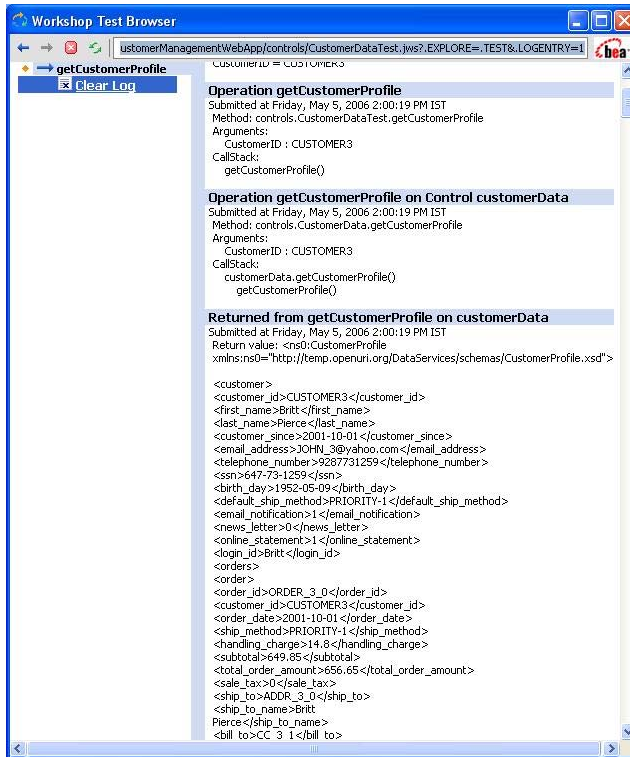 Workshop Test Browser
ustomerManagementWebApp/controls/CustomerDataTest.jws?.EXPLORE=.TEST&.LOGENTRY=1
bea
getCustomerProfile
Clear Log
CustomerID = CUSTOMER3
Operation getCustomerProfile
Submitted at Friday, May 5, 2006 2:00:19 PM IST
Method: controls.CustomerDataTest.getCustomerProfile
Arguments:
CustomerID : CUSTOMER3
CallStack:
getCustomerProfile()
Operation getCustomerProfile on Control customerData
Submitted at Friday, May 5, 2006 2:00:19 PM IST
Method: controls.CustomerData.getCustomerProfile
Arguments:
CustomerID : CUSTOMER3
CallStack:
customerData.getCustomerProfile()
getCustomerProfile()
Returned from getCustomerProfile on customerData
Submitted at Friday, May 5, 2006 2:00:19 PM IST
Return value: <ns0:CustomerProfile
xmlns:ns0="http://temp.openuri.org/DataServices/schemas/CustomerProfile.xsd">
<customer>
<customer_id>CUSTOMER3</customer_id>
<first_name>Britt</first_name>
<last_name>Pierce</last_name>
<customer_since>2001-10-01</customer_since>
<email_address>JOHN_3@yahoo.com</email_address>
<telephone_number>9287731259</telephone_number>
<ssn>647-73-1259</ssn>
<birth_day>1952-05-09</birth_day>
<default_ship_method>PRIORITY-1</default_ship_method>
<email_notification>1</email_notification>
<news_letter>0</news_letter>
<online_statement>1</online_statement>
<login_id>Britt</login_id>
<orders>
<order>
<order_id>ORDER_3_0</order_id>
<customer_id>CUSTOMER3</customer_id>
<order_date>2001-10-01</order_date>
<ship_method>PRIORITY-1</ship_method>
<handling_charge>14.8</handling_charge>
<subtotal>649.85</subtotal>
<total_order_amount>656.65</total_order_amount>
<sale_tax>0</sale_tax>
<ship_to>ADDR_3_0</ship_to>
<ship_to_name>Britt
Pierce</ship_to_name>
<bill_to>CC_3_1</bill_to>